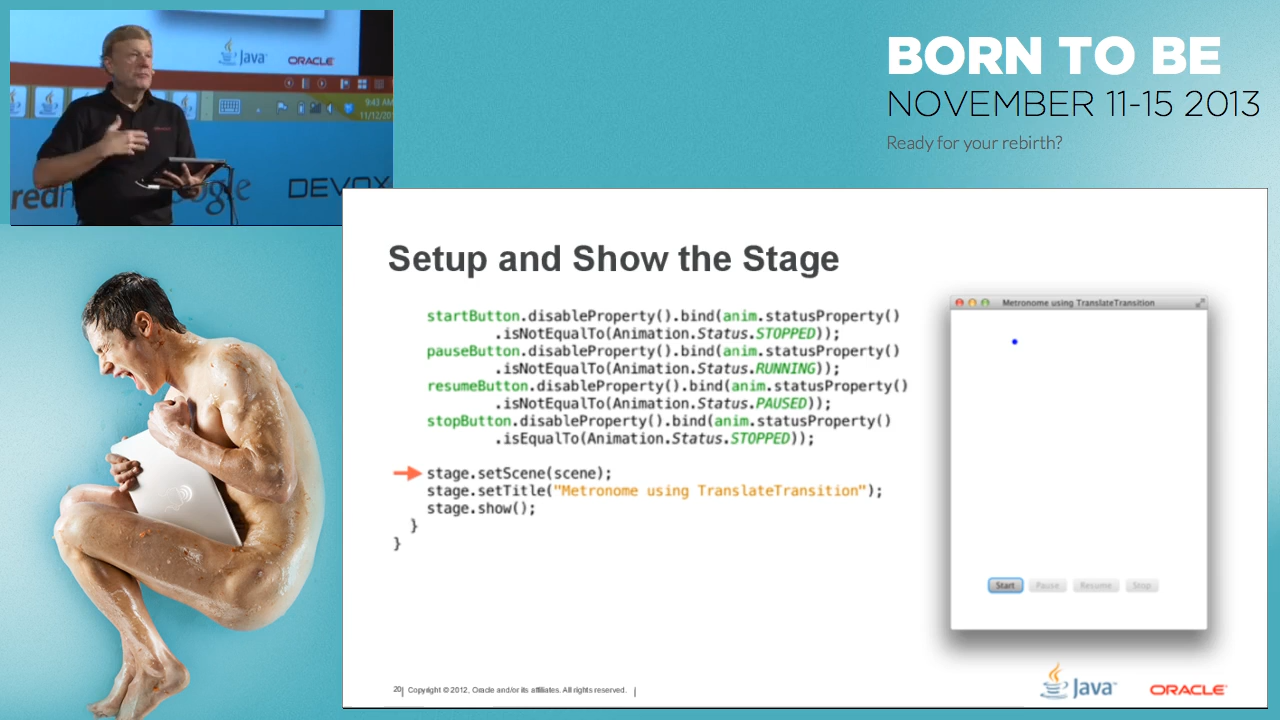 Java
ORACLE
9:43 AM
DEVOX
BORN TO BE
NOVEMBER 11-15 2013
Ready for your rebirth?
Setup and Show the Stage
startButton.disableProperty().bind(anim.statusProperty()
.isNotEqualTo(Animation.Status.STOPPED));
pauseButton.disableProperty().bind(anim.statusProperty()
.isNotEqualTo(Animation.Status.RUNNING));
resumeButton.disableProperty().bind(anim.statusProperty()
.isNotEqualTo(Animation.Status.PAUSED));
stopButton.disableProperty().bind(anim.statusProperty()
.isEqualTo(Animation.Status.STOPPED));
stage.setScene(scene);
stage.setTitle("Metronome using TranslateTransition");
stage.show();
}
}
Metronome using TranslateTransition
Start Pause Resume Stop
20| Copyright © 2012, Oracle and/or its affiliates. All rights reserved. |
Java
ORACLE